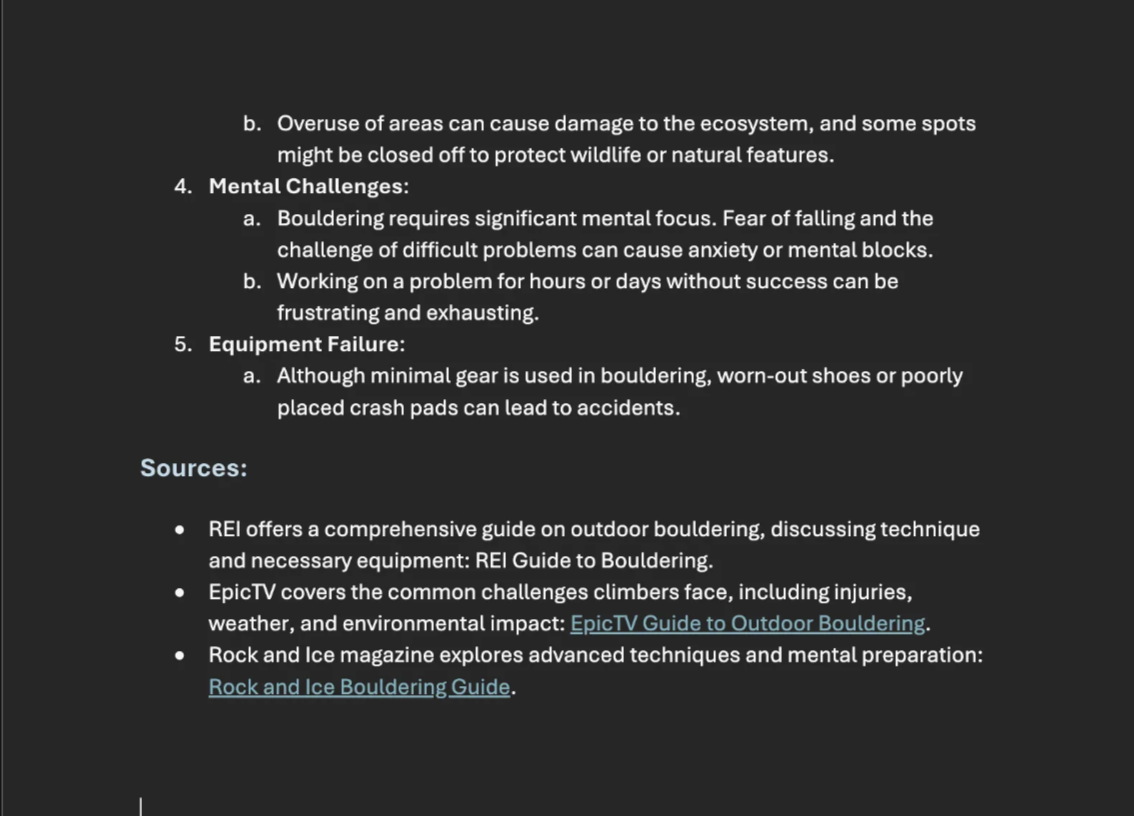 b. Overuse of areas can cause damage to the ecosystem, and some spots
might be closed off to protect wildlife or natural features.
4. Mental Challenges:
a. Bouldering requires significant mental focus. Fear of falling and the
challenge of difficult problems can cause anxiety or mental blocks.
b. Working on a problem for hours or days without success can be
frustrating and exhausting.
5. Equipment Failure:
a. Although minimal gear is used in bouldering, worn-out shoes or poorly
placed crash pads can lead to accidents.
Sources:
• REI offers a comprehensive guide on outdoor bouldering, discussing technique
and necessary equipment: REI Guide to Bouldering.
• EpicTV covers the common challenges climbers face, including injuries,
weather, and environmental impact: EpicTV Guide to Outdoor Bouldering.
• Rock and Ice magazine explores advanced techniques and mental preparation:
Rock and Ice Bouldering Guide.